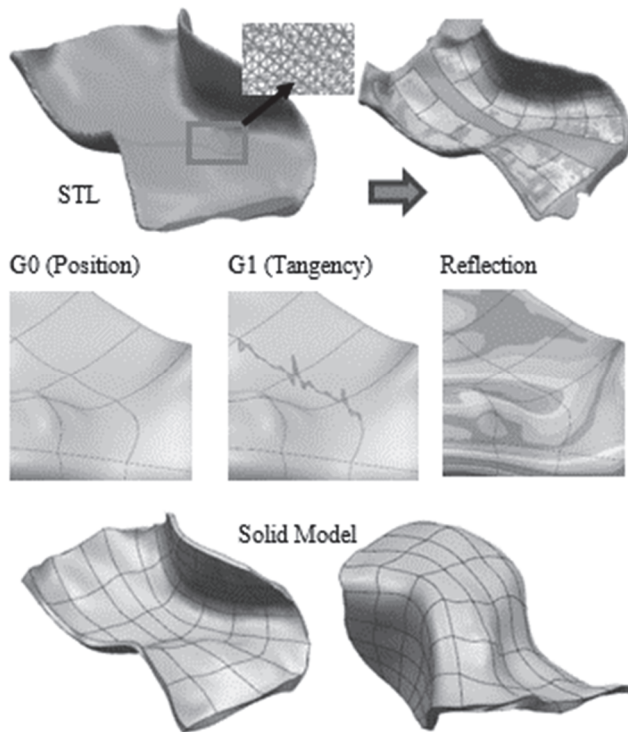 STL
G0 (Position)
G1 (Tangency)
Reflection
Solid Model